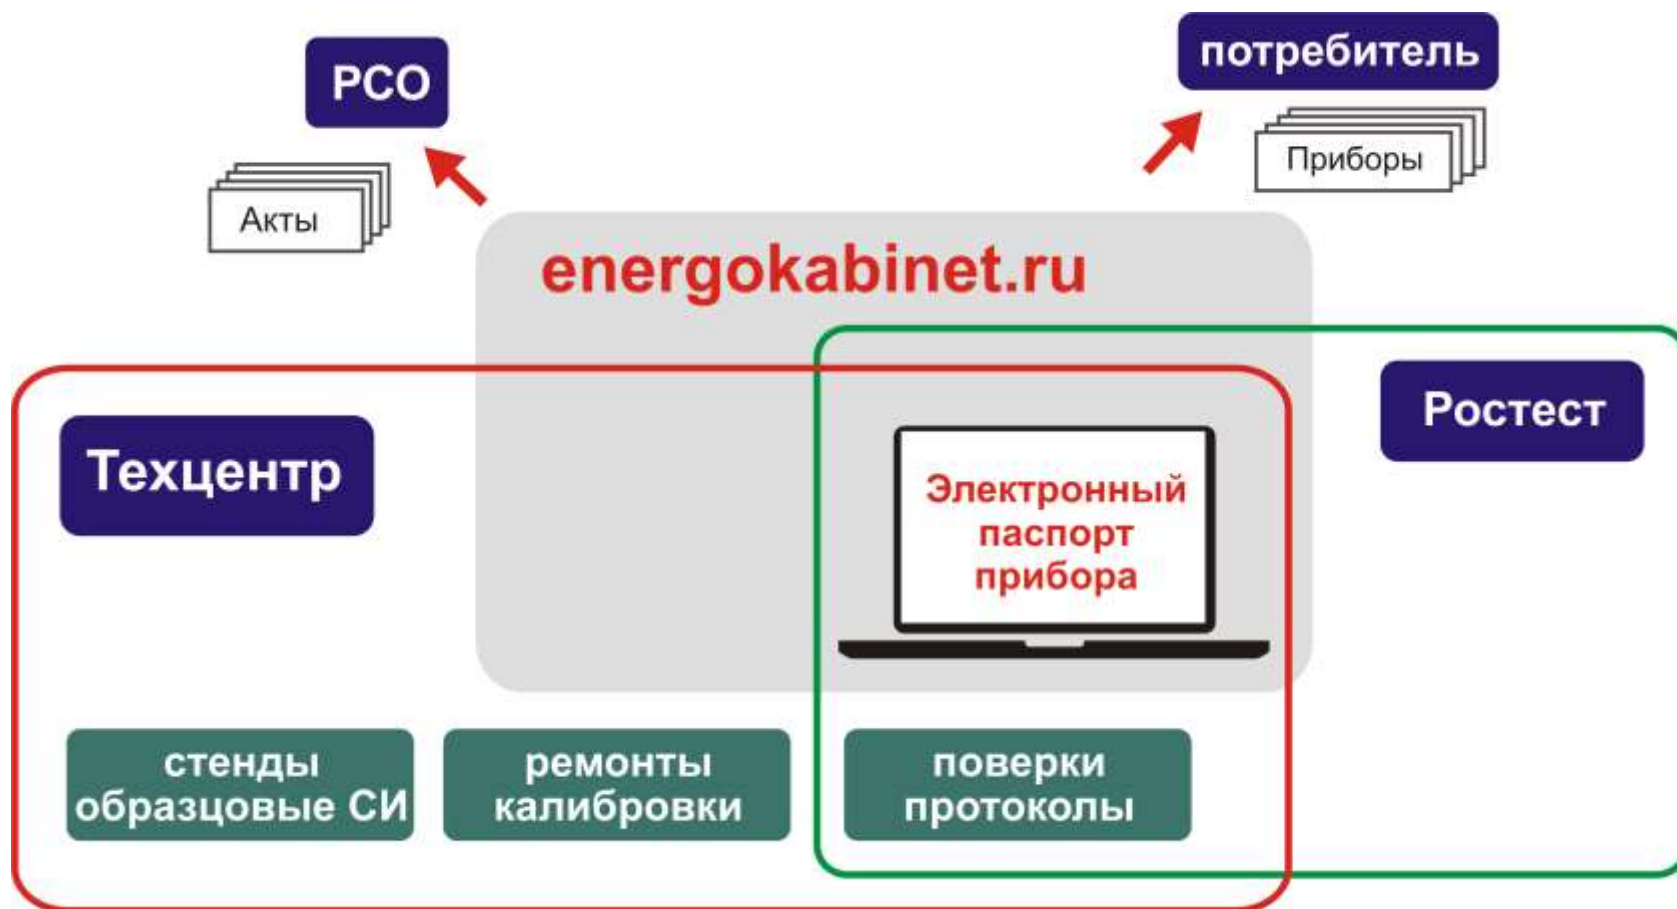 РСО
потребитель
Акты
Приборы
energokabinet.ru
Техцентр
Ростест
Электронный
паспорт
прибора
стенды
образцовые СИ
ремонты
калибровки
поверки
протоколы